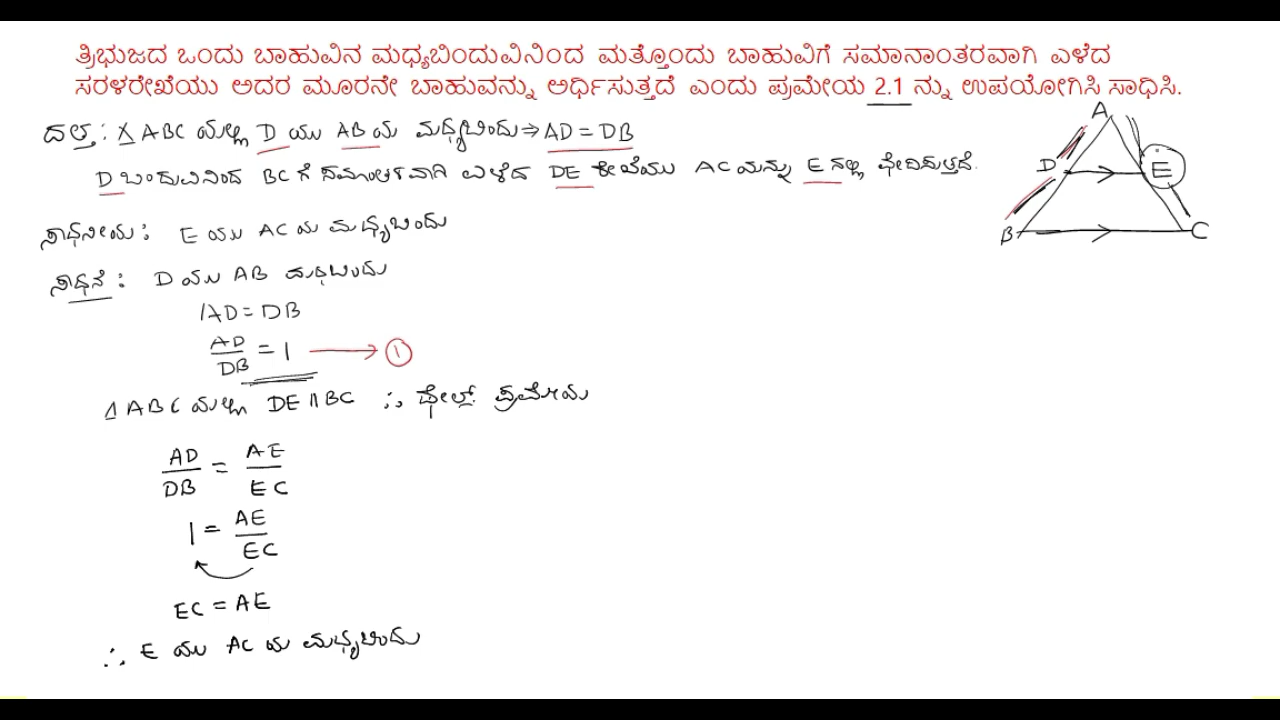 ತ್ರಿಭುಜದ ಒಂದು ಬಾಹುವಿನ ಮಧ್ಯಬಿಂದುವಿನಿಂದ ಮತ್ತೊಂದು ಬಾಹುವಿಗೆ ಸಮಾನಾಂತರವಾಗಿ ಎಳೆದ
ಸರಳರೇಖೆಯು ಅದರ ಮೂರನೇ ಬಾಹುವನ್ನು ಅರ್ಧಿಸುತ್ತದೆ ಎಂದು ಪ್ರಮೇಯ 2.1 ನ್ನು ಉಪಯೋಗಿಸಿ ಸಾಧಿಸಿ.
ದತ್ತ : △ABC ಯಲ್ಲಿ D ಯು AB ಯ ಮಧ್ಯಬಿಂದು ⇒ AD = DB
D ಬಿಂದುವಿನಿಂದ BC ಗೆ ಸಮಾಂತರವಾಗಿ ಎಳೆದ DE ರೇಖೆಯು AC ಯನ್ನು E ನಲ್ಲಿ ಛೇದಿಸುತ್ತದೆ.
A
D
E
B
C
ಸಾಧನೀಯ : E ಯು AC ಯ ಮಧ್ಯಬಿಂದು
ಸಾಧನೆ : D ಯು AB ಮಧ್ಯಬಿಂದು
AD = DB
AD/DB = 1 → ①
△ABC ಯಲ್ಲಿ DE ∥ BC ∴ ಥೇಲ್ಸ್ ಪ್ರಮೇಯ
AD/DB = AE/EC
1 = AE/EC
EC = AE
∴ E ಯು AC ಯ ಮಧ್ಯಬಿಂದು